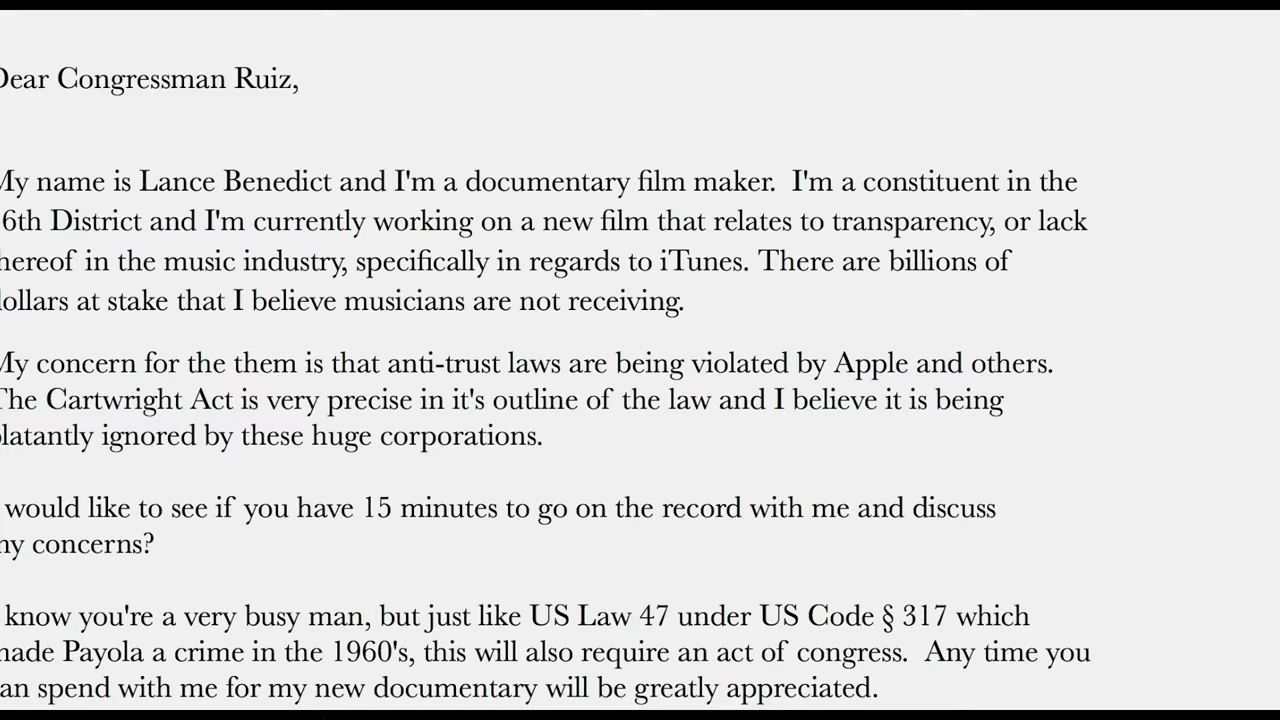 Dear Congressman Ruiz,
My name is Lance Benedict and I'm a documentary film maker.  I'm a constituent in the
6th District and I'm currently working on a new film that relates to transparency, or lack
hereof in the music industry, specifically in regards to iTunes. There are billions of
dollars at stake that I believe musicians are not receiving.
My concern for the them is that anti-trust laws are being violated by Apple and others.
The Cartwright Act is very precise in it's outline of the law and I believe it is being
blatantly ignored by these huge corporations.
would like to see if you have 15 minutes to go on the record with me and discuss
my concerns?
know you're a very busy man, but just like US Law 47 under US Code § 317 which
made Payola a crime in the 1960's, this will also require an act of congress.  Any time you
can spend with me for my new documentary will be greatly appreciated.